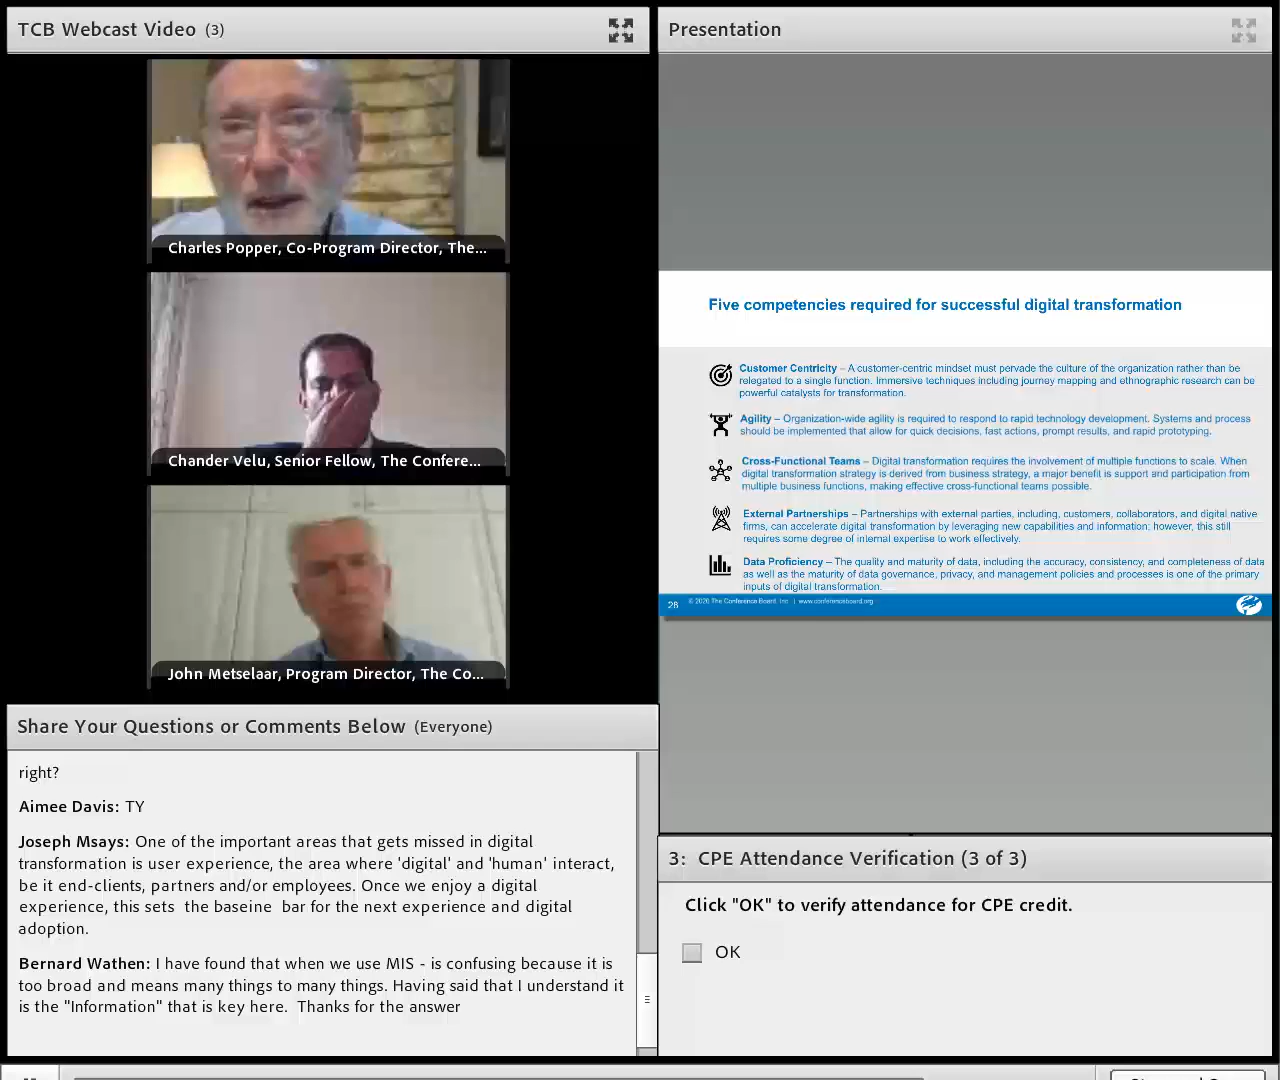 TCB Webcast Video (3)
Charles Popper, Co-Program Director, The...
Chander Velu, Senior Fellow, The Confere...
John Metselaar, Program Director, The Co...
Share Your Questions or Comments Below (Everyone)
right?
Aimee Davis: TY
Joseph Msays: One of the important areas that gets missed in digital
transformation is user experience, the area where 'digital' and 'human' interact,
be it end-clients, partners and/or employees. Once we enjoy a digital
experience, this sets the baseine bar for the next experience and digital
adoption.
Bernard Wathen: I have found that when we use MIS - is confusing because it is
too broad and means many things to many things. Having said that I understand it
is the "Information" that is key here. Thanks for the answer
Presentation
Five competencies required for successful digital transformation
Customer Centricity – A customer-centric mindset must pervade the culture of the organization rather than be
relegated to a single function. Immersive techniques including journey mapping and ethnographic research can be
powerful catalysts for transformation.
Agility – Organization-wide agility is required to respond to rapid technology development. Systems and process
should be implemented that allow for quick decisions, fast actions, prompt results, and rapid prototyping.
Cross-Functional Teams – Digital transformation requires the involvement of multiple functions to scale. When
digital transformation strategy is derived from business strategy, a major benefit is support and participation from
multiple business functions, making effective cross-functional teams possible.
External Partnerships – Partnerships with external parties, including, customers, collaborators, and digital native
firms, can accelerate digital transformation by leveraging new capabilities and information; however, this still
requires some degree of internal expertise to work effectively.
Data Proficiency – The quality and maturity of data, including the accuracy, consistency, and completeness of data
as well as the maturity of data governance, privacy, and management policies and processes is one of the primary
inputs of digital transformation.
28 © 2020 The Conference Board, Inc. | www.conferenceboard.org
3: CPE Attendance Verification (3 of 3)
Click "OK" to verify attendance for CPE credit.
OK